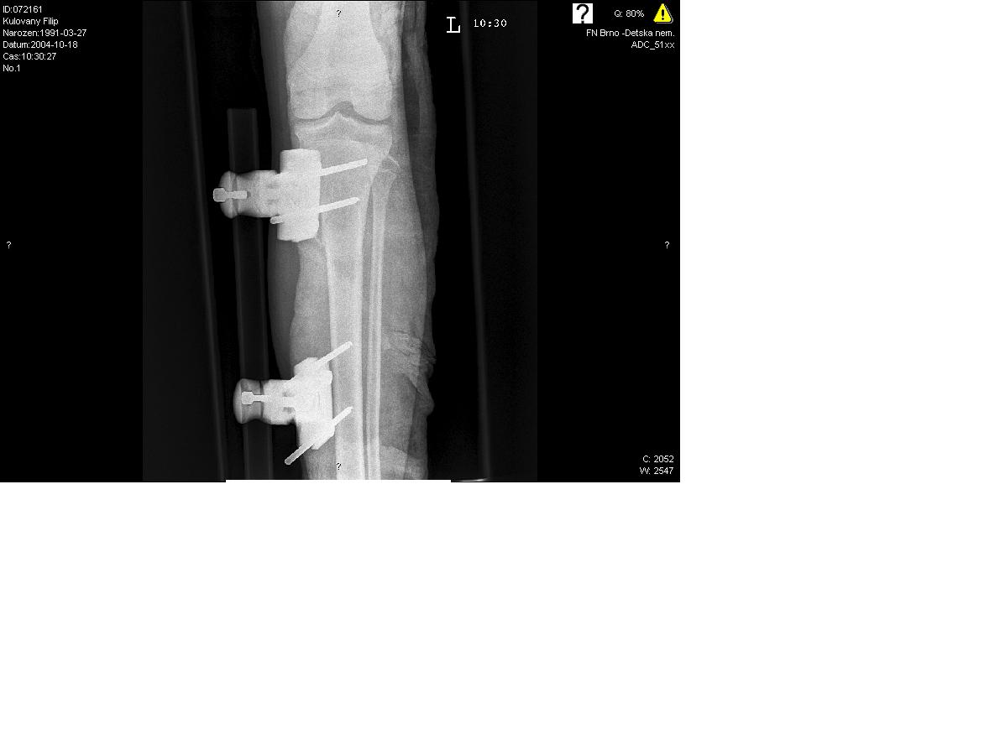 ID:072161
Kulovany Filip
Narozen:1991-03-27
Datum:2004-10-18
Cas:10:30:27
No.1
?
L 10:30
? Q: 80% !
FN Brno -Detska nem.
ADC_51xx
?
?
C: 2052
W: 2547
?